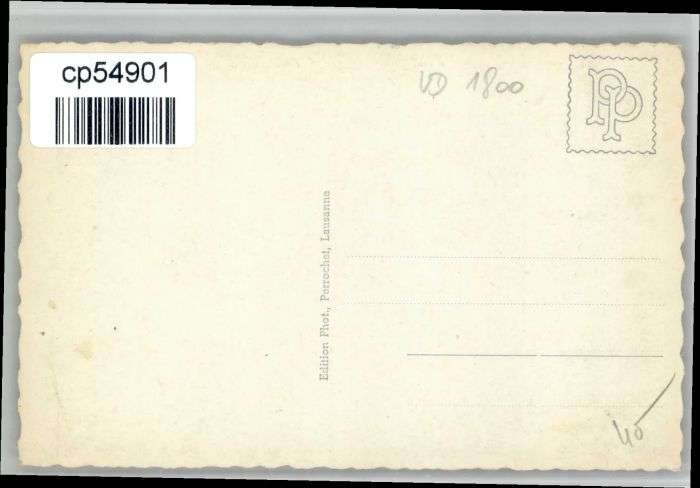 cp54901
VD 1800
PP
Edition Phot., Perrochet, Lausanne
40